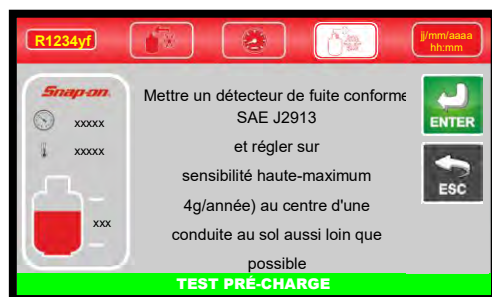 R1234yf
jj/mm/aaaa
hh:mm
Snap-on
xxxxx
xxxxx
xxx
Mettre un détecteur de fuite conforme
SAE J2913
et régler sur
sensibilité haute-maximum
4g/année) au centre d'une
conduite au sol aussi loin que
possible
ENTER
ESC
TEST PRÉ-CHARGE